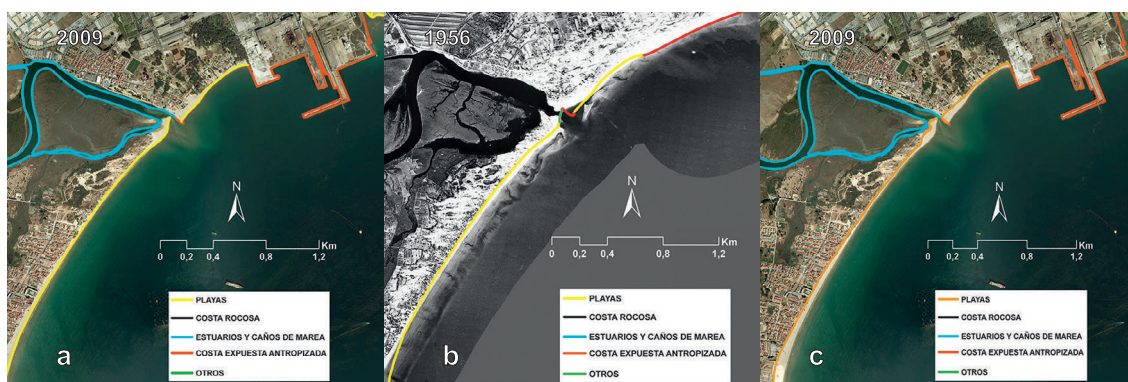 2009
N
Km
0 0,2 0,4 0,8 1,2
PLAYAS
COSTA ROCOSA
ESTUARIOS Y CAÑOS DE MAREA
COSTA EXPUESTA ANTROPIZADA
OTROS
a
1956
N
Km
0 0,2 0,4 0,8 1,2
PLAYAS
COSTA ROCOSA
ESTUARIOS Y CAÑOS DE MAREA
COSTA EXPUESTA ANTROPIZADA
OTROS
b
2009
N
Km
0 0,2 0,4 0,8 1,2
PLAYAS
COSTA ROCOSA
ESTUARIOS Y CAÑOS DE MAREA
COSTA EXPUESTA ANTROPIZADA
OTROS
c